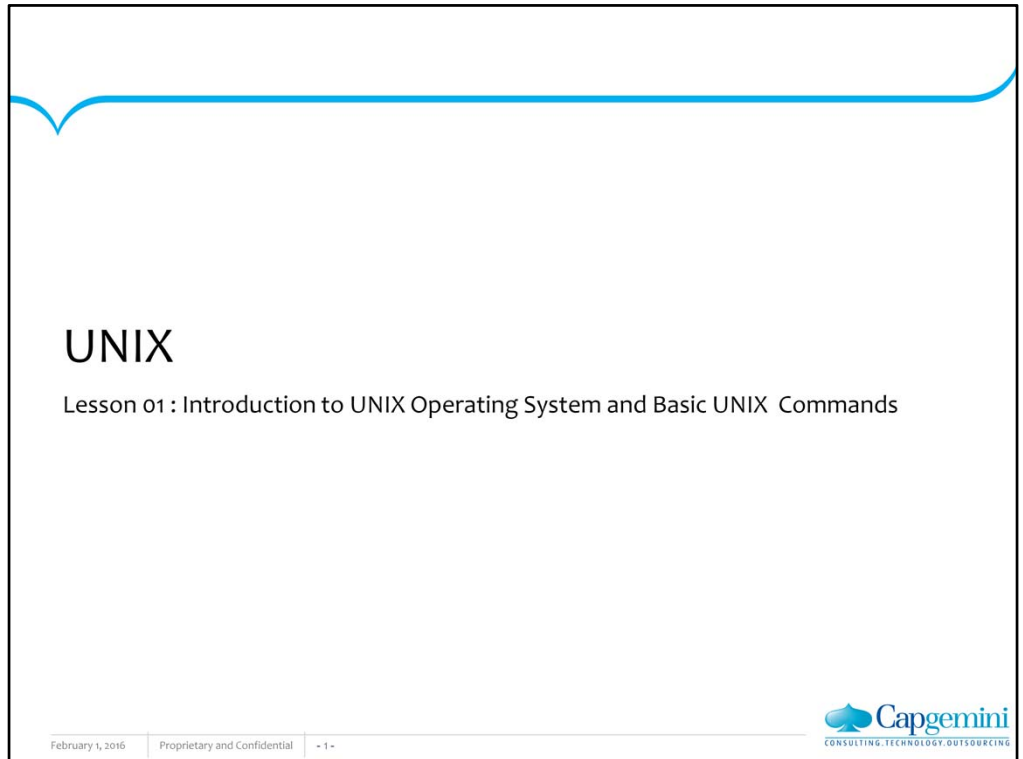 UNIX
Lesson 01 : Introduction to UNIX Operating System and Basic UNIX Commands
February 1, 2016 Proprietary and Confidential - 1 -
Capgemini
CONSULTING.TECHNOLOGY.OUTSOURCING